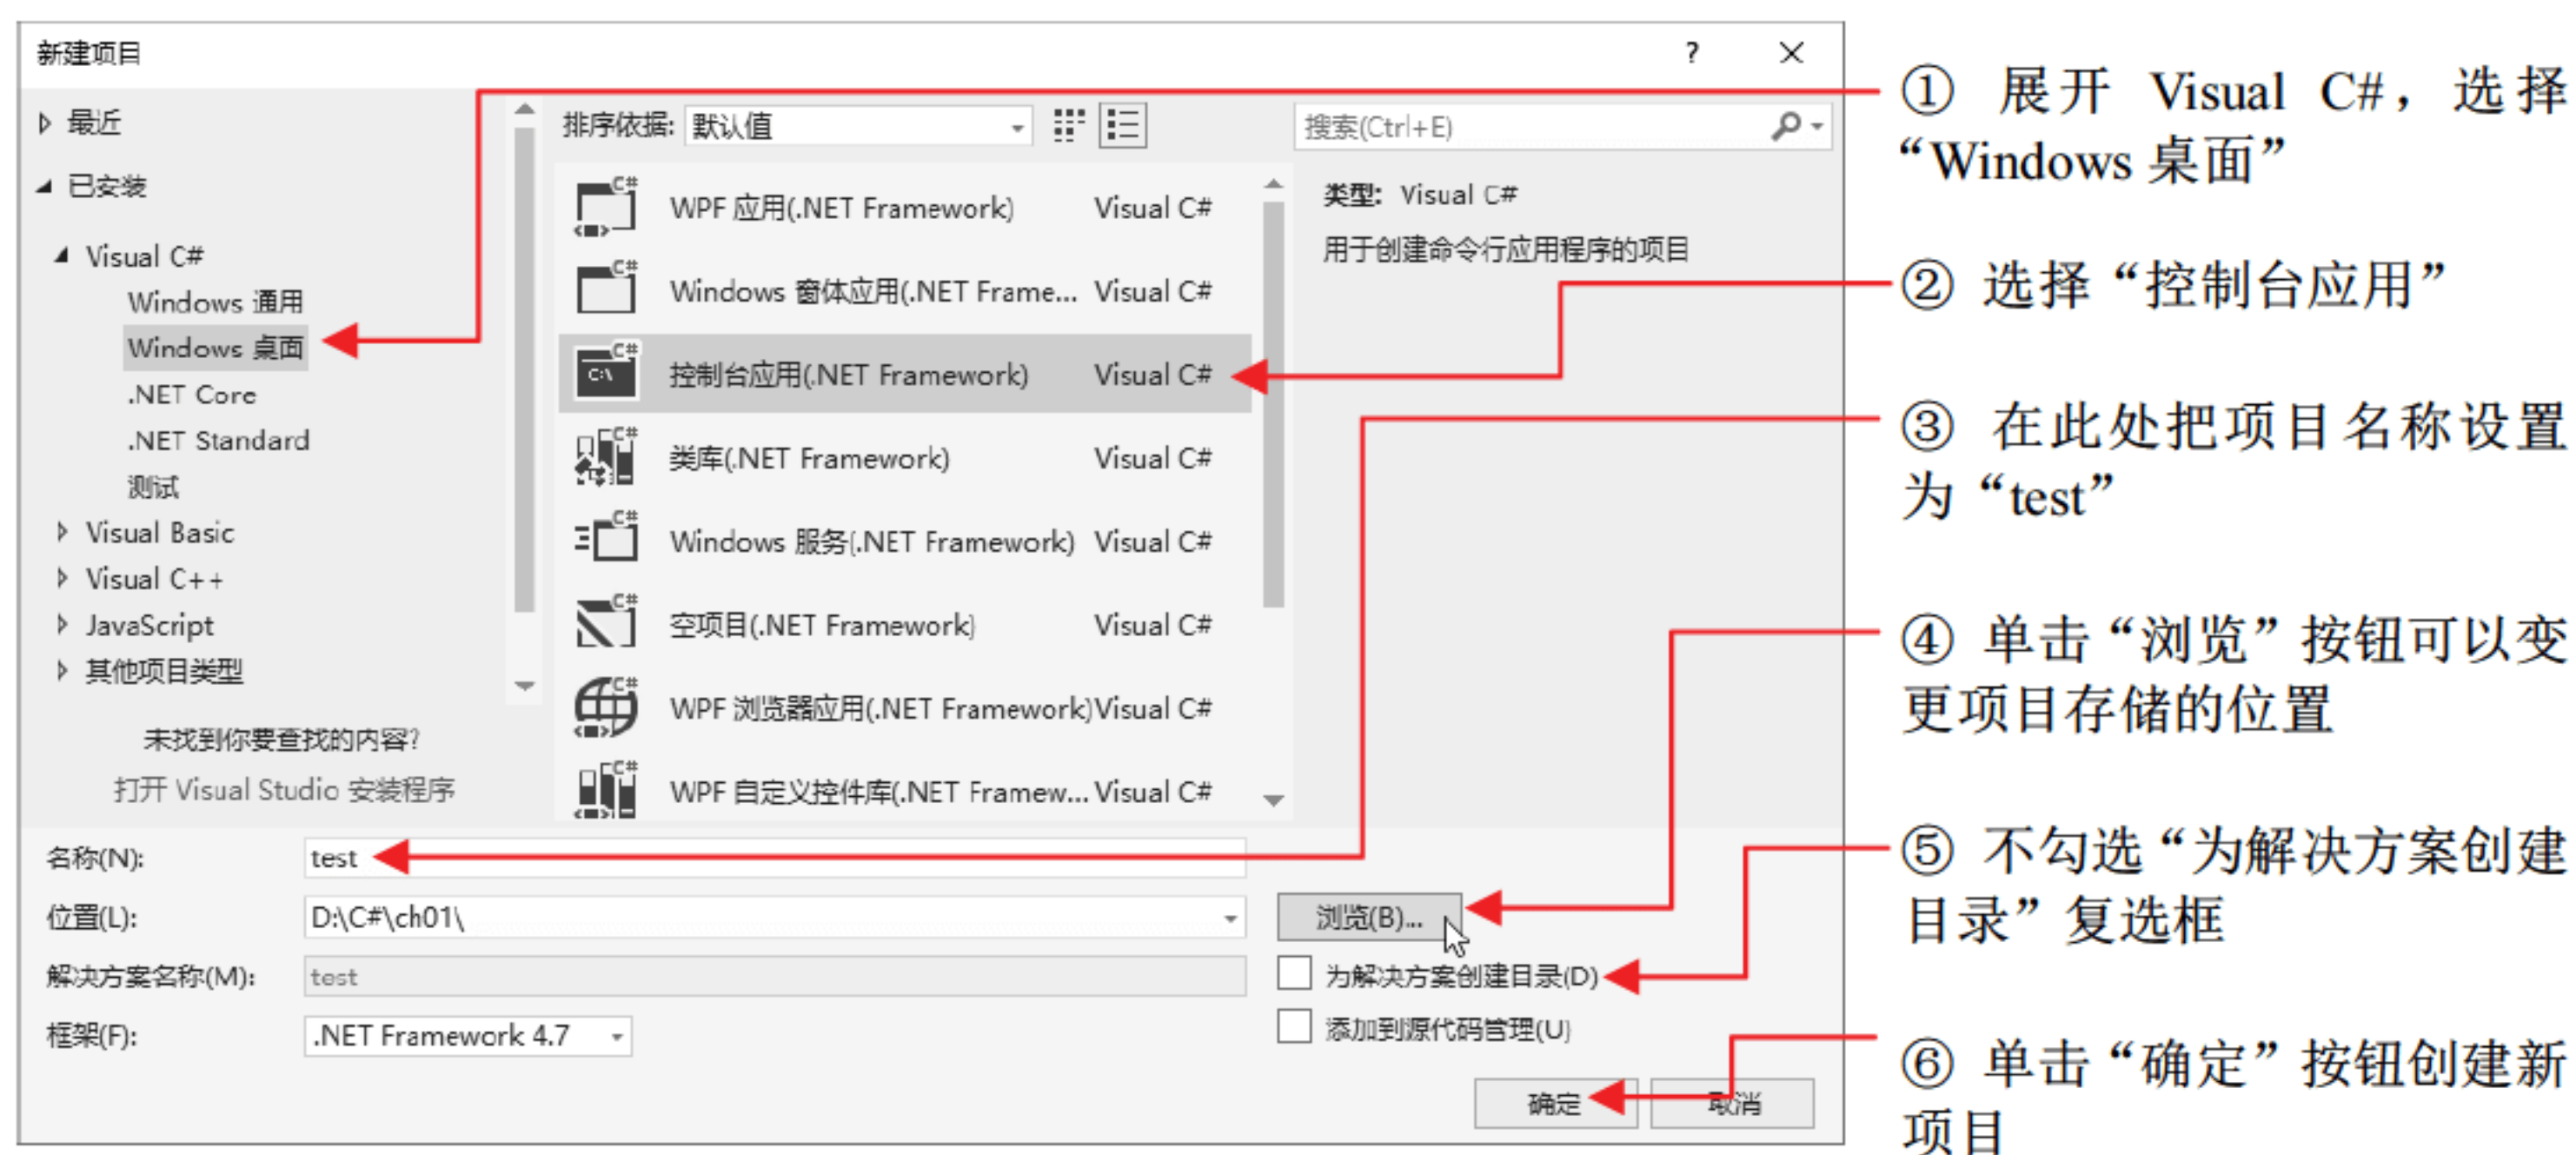 新建项目
?
最近
已安装
Visual C#
Windows 通用
Windows 桌面
.NET Core
.NET Standard
测试
Visual Basic
Visual C++
JavaScript
其他项目类型
未找到你要查找的内容?
打开 Visual Studio 安装程序
排序依据: 默认值
WPF 应用(.NET Framework) Visual C#
Windows 窗体应用(.NET Frame... Visual C#
控制台应用(.NET Framework) Visual C#
类库(.NET Framework) Visual C#
Windows 服务(.NET Framework) Visual C#
空项目(.NET Framework) Visual C#
WPF 浏览器应用(.NET Framework) Visual C#
WPF 自定义控件库(.NET Framew... Visual C#
搜索(Ctrl+E)
类型: Visual C#
用于创建命令行应用程序的项目
名称(N): test
位置(L): D:\C#\ch01\
浏览(B)...
解决方案名称(M): test
为解决方案创建目录(D)
框架(F): .NET Framework 4.7
添加到源代码管理(U)
确定 取消
① 展开 Visual C#，选择
“Windows 桌面”
② 选择“控制台应用”
③ 在此处把项目名称设置
为“test”
④ 单击“浏览”按钮可以变
更项目存储的位置
⑤ 不勾选“为解决方案创建
目录”复选框
⑥ 单击“确定”按钮创建新
项目